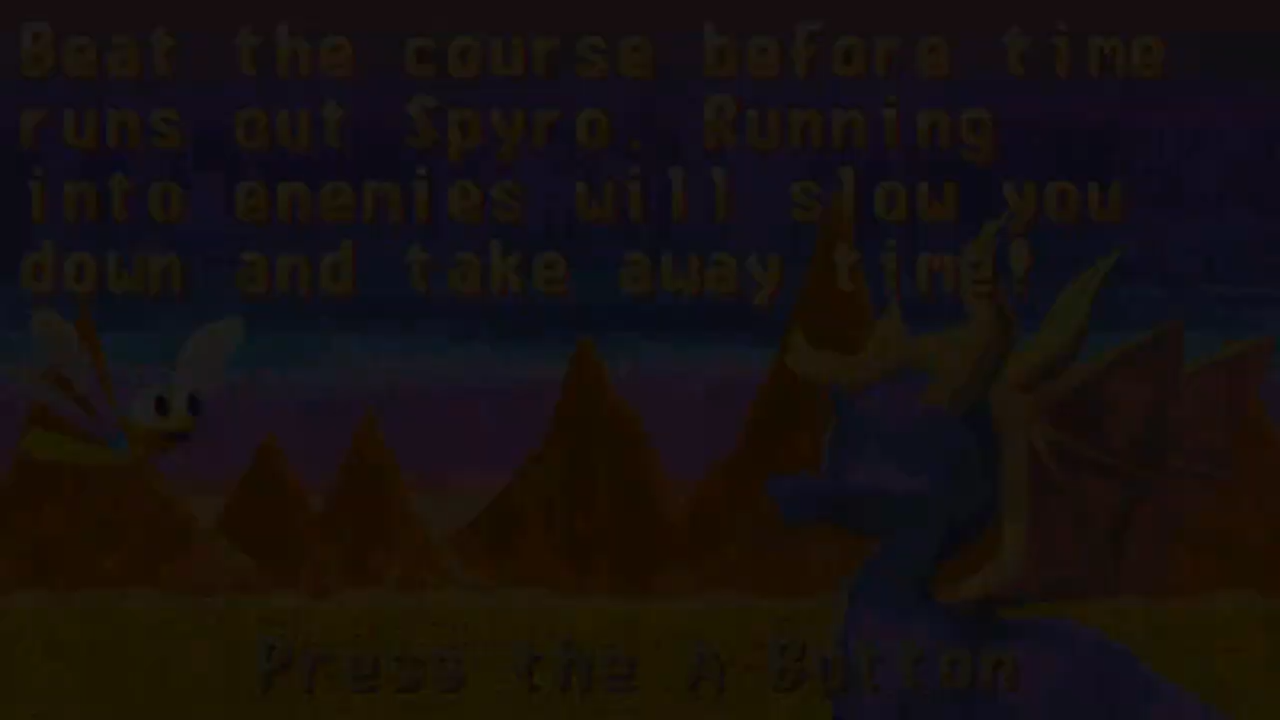 Beat the course before time
runs out Spyro. Running
into enemies will slow you
down and take away time!
Press the A Button